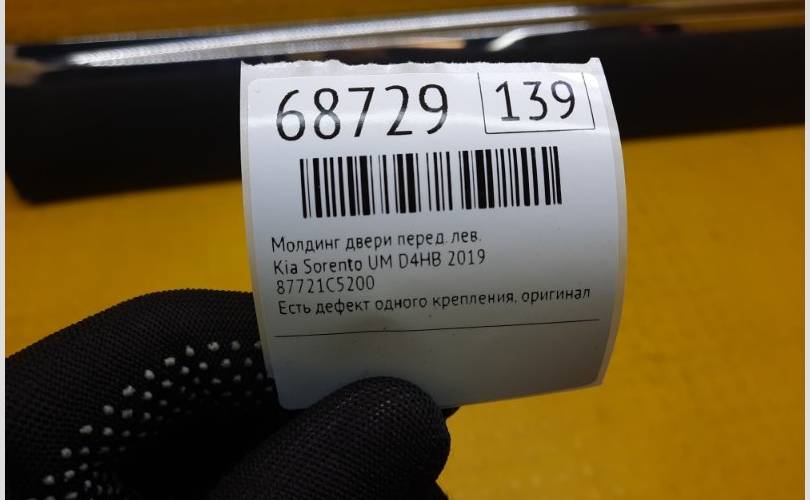 68729 139
Молдинг двери перед. лев.
Kia Sorento UM D4HB 2019
87721C5200
Есть дефект одного крепления, оригинал